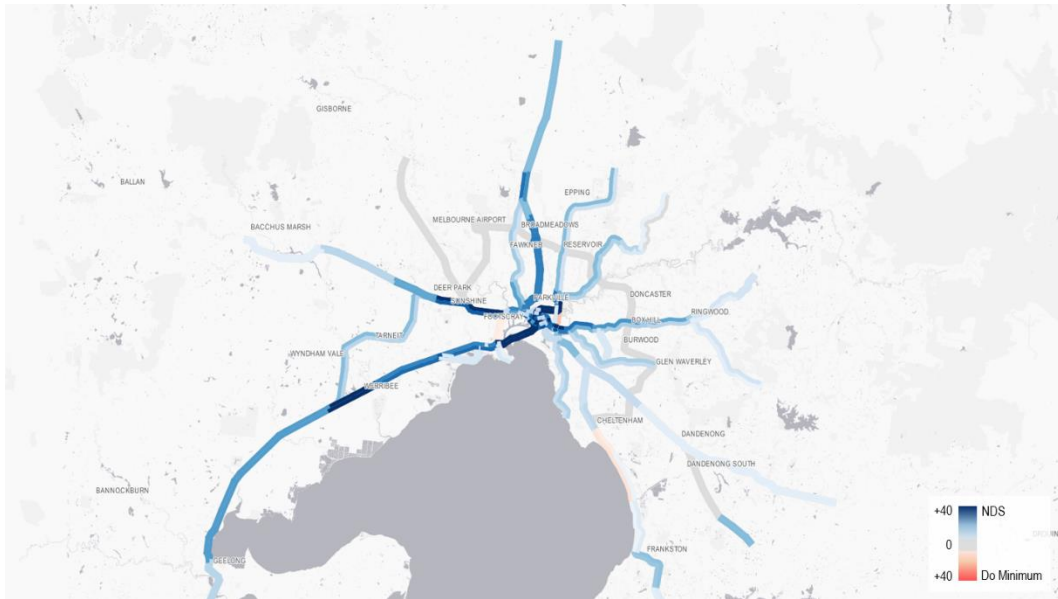 GISBORNE
BALLAN
EPPING
MELBOURNE AIRPORT
BACCHUS MARSH
BROADMEADOWS
FAWKNER
RESERVOIR
DEER PARK
SUNSHINE
PARKVILLE
DONCASTER
RINGWOOD
FOOTSCRAY
BOX HILL
TARNEIT
BURWOOD
WYNDHAM VALE
GLEN WAVERLEY
WERRIBEE
CHELTENHAM
DANDENONG
DANDENONG SOUTH
BANNOCKBURN
+40 NDS
0
+40 Do Minimum
FRANKSTON
GEELONG